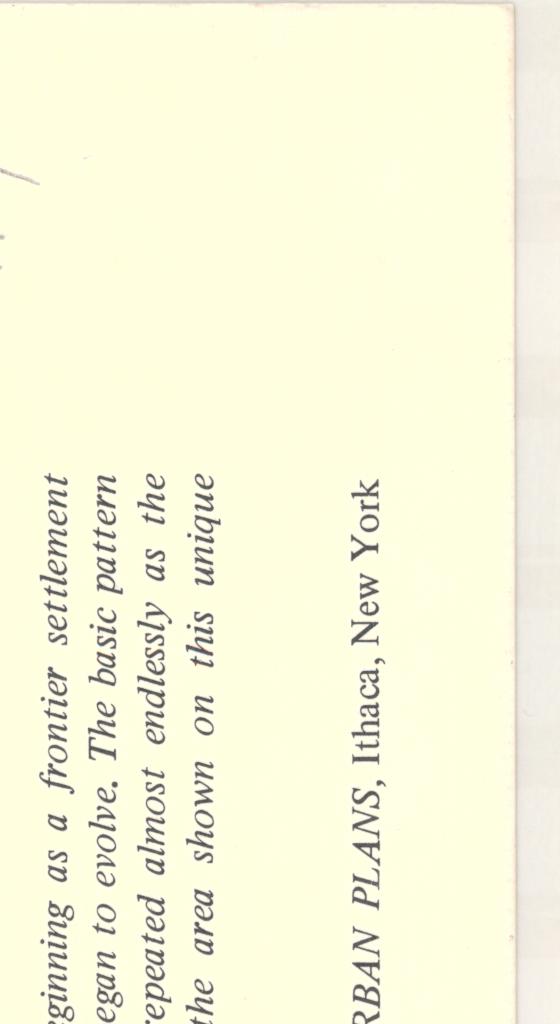 ginning as a frontier settlement
egan to evolve. The basic pattern
repeated almost endlessly as the
the area shown on this unique
RBAN PLANS, Ithaca, New York